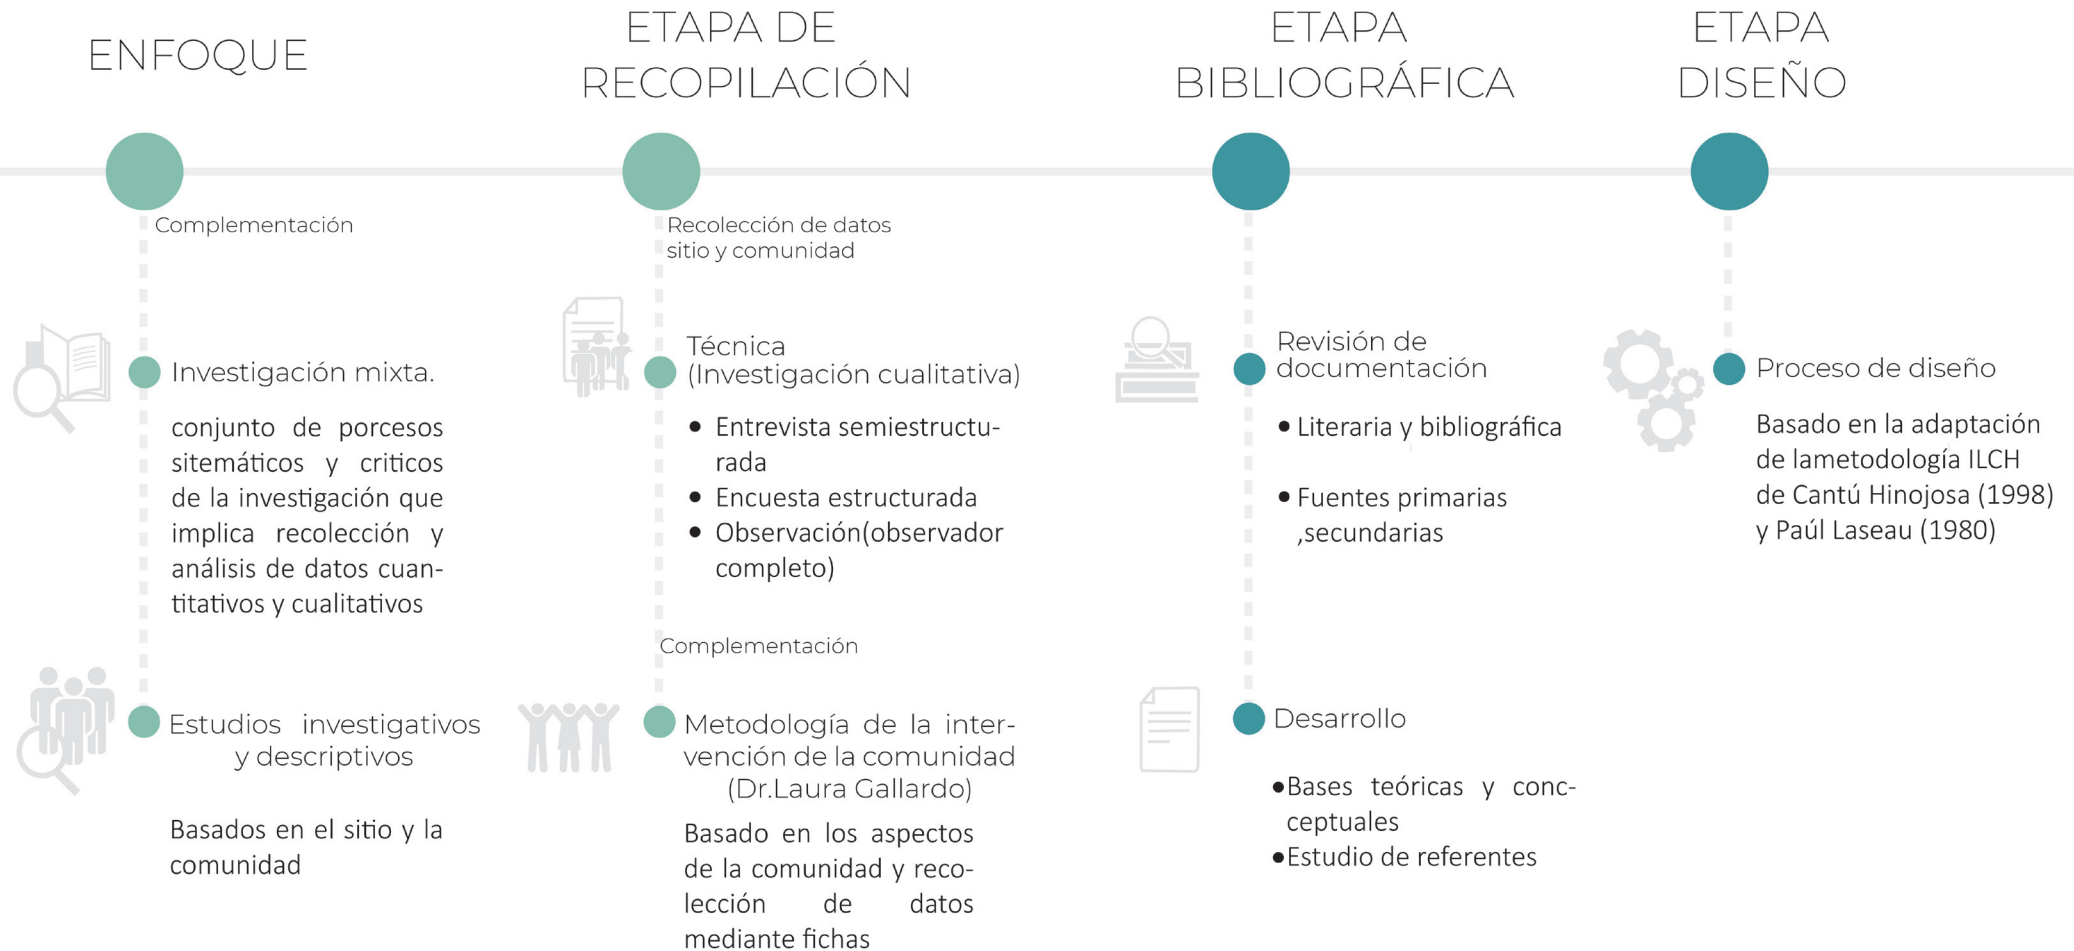 ENFOQUE
Complementación
Investigación mixta.
conjunto de porcesos
sitemáticos y criticos
de la investigación que
implica recolección y
análisis de datos cuan-
titativos y cualitativos
Estudios investigativos
y descriptivos
Basados en el sitio y la
comunidad
ETAPA DE
RECOPILACIÓN
Recolección de datos
sitio y comunidad
Técnica
(Investigación cualitativa)
• Entrevista semiestructu-
rada
• Encuesta estructurada
• Observación(observador
completo)
Complementación
Metodología de la inter-
vención de la comunidad
(Dr.Laura Gallardo)
Basado en los aspectos
de la comunidad y reco-
lección de datos
mediante fichas
ETAPA
BIBLIOGRÁFICA
Revisión de
documentación
• Literaria y bibliográfica
• Fuentes primarias
,secundarias
Desarrollo
•Bases teóricas y conc-
ceptuales
•Estudio de referentes
ETAPA
DISEÑO
Proceso de diseño
Basado en la adaptación
de lametodología ILCH
de Cantú Hinojosa (1998)
y Paúl Laseau (1980)